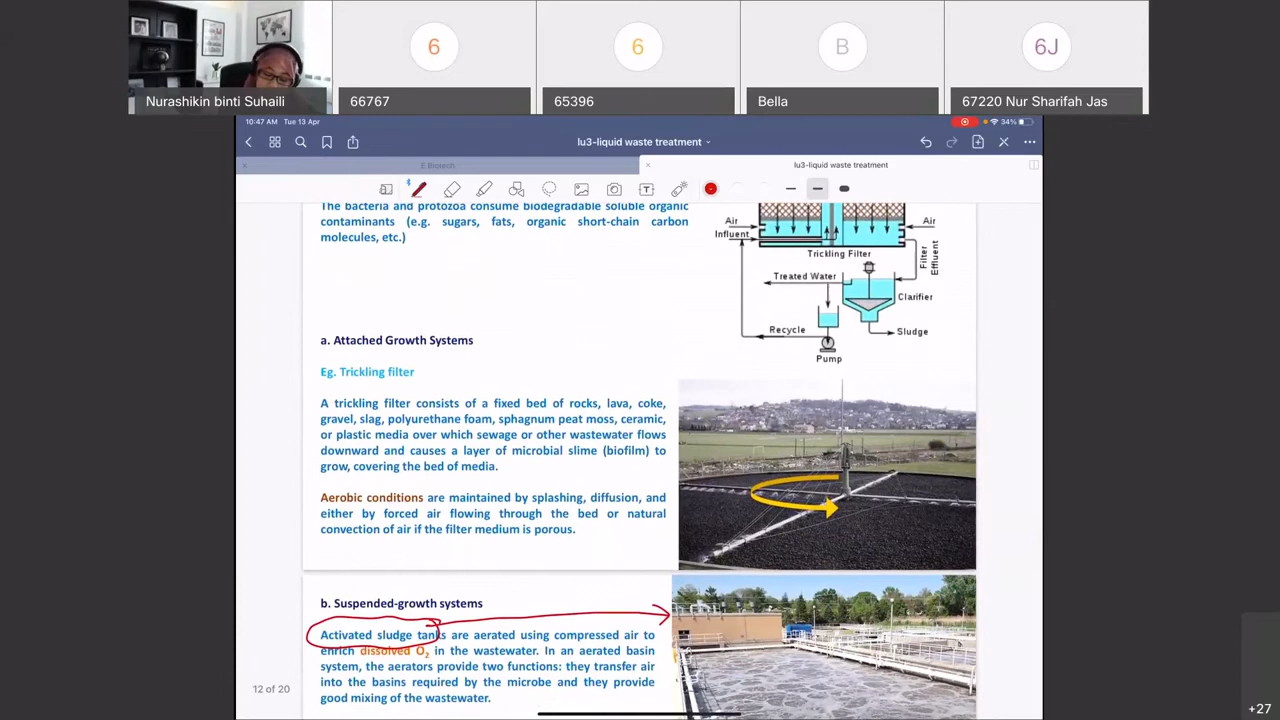 6
6
B
6J
Nurashikin binti Suhaili
66767
65396
Bella
67220 Nur Sharifah Jas
10:47 AM Tue 13 Apr
34%
lu3-liquid waste treatment
E Biotech
lu3-liquid waste treatment
The bacteria and protozoa consume biodegradable soluble organic
contaminants (e.g. sugars, fats, organic short-chain carbon
molecules, etc.)
Air
Air
Influent
Trickling Filter
Filter
Effluent
Treated Water
Clarifier
Recycle
Sludge
Pump
a. Attached Growth Systems
Eg. Trickling filter
A trickling filter consists of a fixed bed of rocks, lava, coke,
gravel, slag, polyurethane foam, sphagnum peat moss, ceramic,
or plastic media over which sewage or other wastewater flows
downward and causes a layer of microbial slime (biofilm) to
grow, covering the bed of media.
Aerobic conditions are maintained by splashing, diffusion, and
either by forced air flowing through the bed or natural
convection of air if the filter medium is porous.
b. Suspended-growth systems
Activated sludge tanks are aerated using compressed air to
enrich dissolved O2 in the wastewater. In an aerated basin
system, the aerators provide two functions: they transfer air
into the basins required by the microbe and they provide
good mixing of the wastewater.
12 of 20
+27